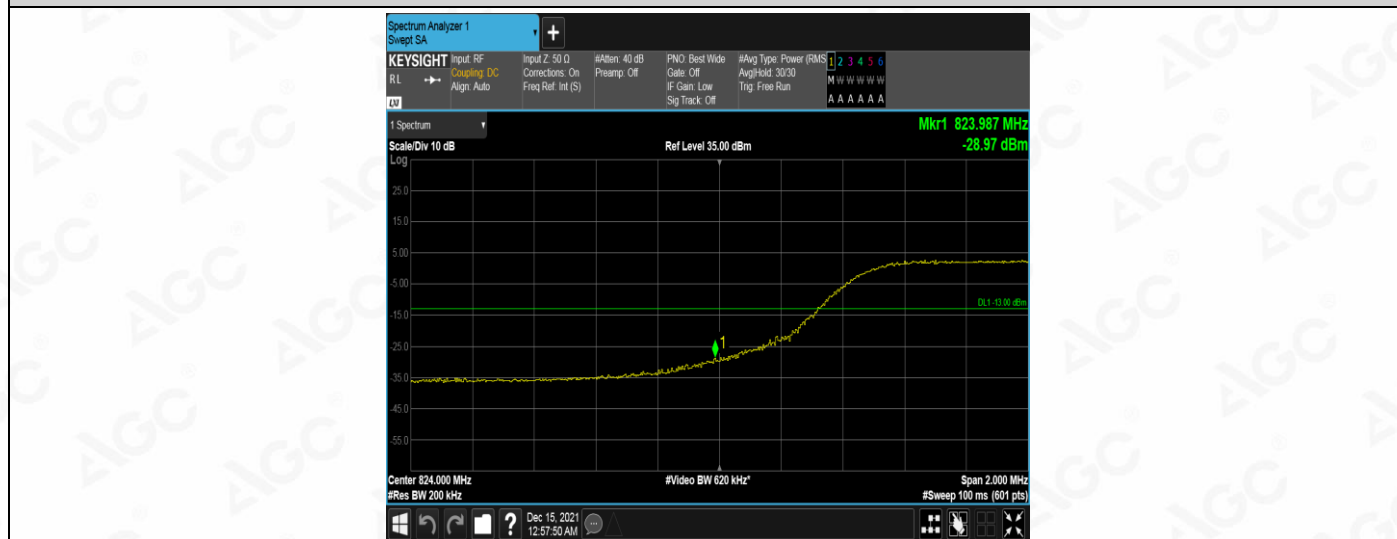 Spectrum Analyzer 1
Swept SA
+
KEYSIGHT
RL
LXI
Input: RF
Coupling: DC
Align: Auto
Input Z: 50 Ω
Corrections: On
Freq Ref: Int (S)
#Atten: 40 dB
Preamp: Off
PNO: Best Wide
Gate: Off
IF Gain: Low
Sig Track: Off
#Avg Type: Power (RMS
Avg|Hold: 30/30
Trig: Free Run
1 2 3 4 5 6
M W W W W W
A A A A A A
1 Spectrum
Mkr1 823.987 MHz
Scale/Div 10 dB
Ref Level 35.00 dBm
-28.97 dBm
Log
25.0
15.0
5.00
-5.00
DL1 -13.00 dBm
-15.0
1
-25.0
-35.0
-45.0
-55.0
Center 824.000 MHz
#Video BW 620 kHz*
Span 2.000 MHz
#Res BW 200 kHz
#Sweep 100 ms (601 pts)
?
Dec 15, 2021
12:57:50 AM
AGC